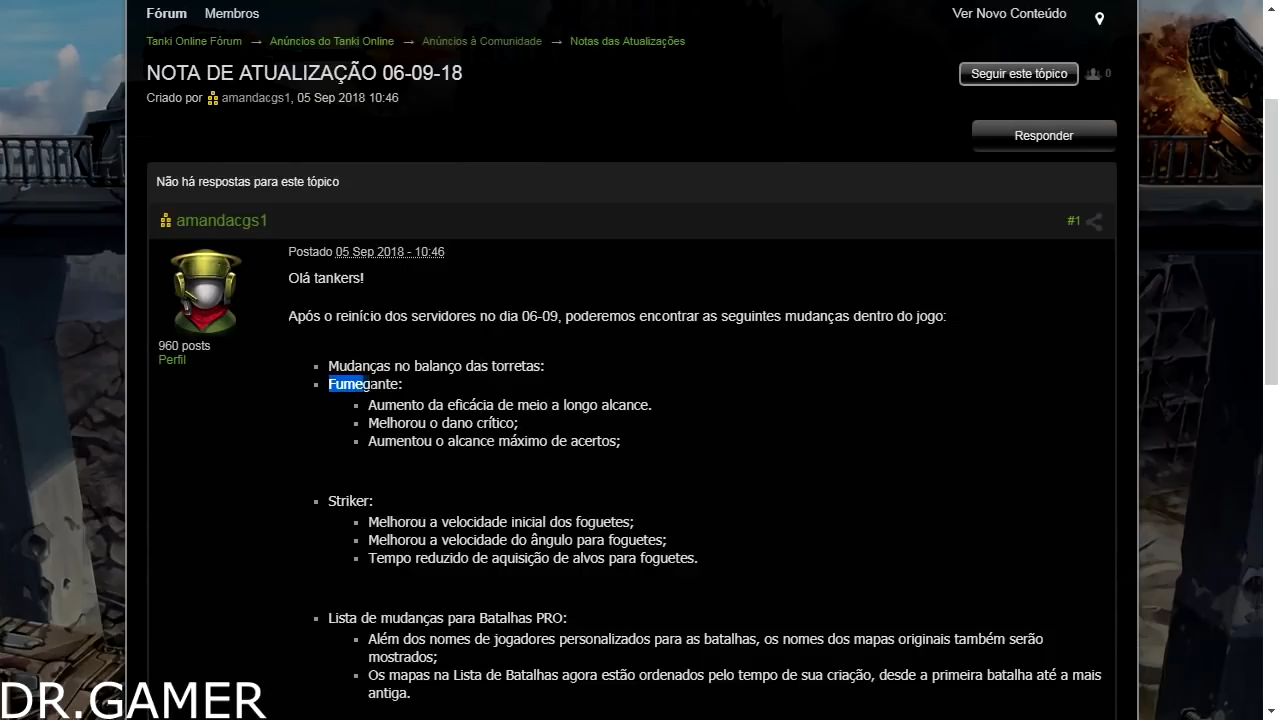 Fórum Membros Ver Novo Conteúdo
Tanki Online Fórum → Anúncios do Tanki Online → Anúncios à Comunidade → Notas das Atualizações
NOTA DE ATUALIZAÇÃO 06-09-18
Seguir este tópico 0
Criado por amandacgs1, 05 Sep 2018 10:46
Responder
Não há respostas para este tópico
amandacgs1 #1
Postado 05 Sep 2018 - 10:46
960 posts
Perfil
Olá tankers!
Após o reinício dos servidores no dia 06-09, poderemos encontrar as seguintes mudanças dentro do jogo:
Mudanças no balanço das torretas:
Fumegante:
Aumento da eficácia de meio a longo alcance.
Melhorou o dano crítico;
Aumentou o alcance máximo de acertos;
Striker:
Melhorou a velocidade inicial dos foguetes;
Melhorou a velocidade do ângulo para foguetes;
Tempo reduzido de aquisição de alvos para foguetes.
Lista de mudanças para Batalhas PRO:
Além dos nomes de jogadores personalizados para as batalhas, os nomes dos mapas originais também serão
mostrados;
Os mapas na Lista de Batalhas agora estão ordenados pelo tempo de sua criação, desde a primeira batalha até a mais
antiga.
DR.GAMER